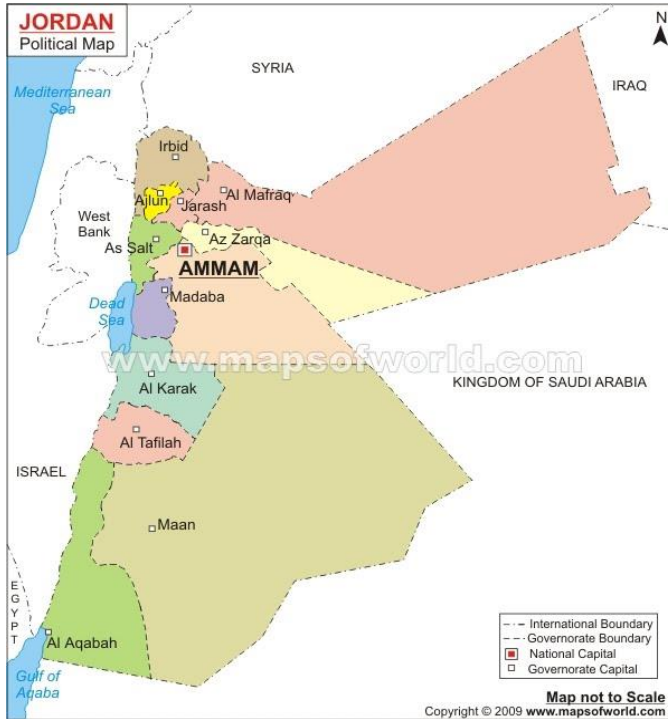 JORDAN
Political Map
N
SYRIA
IRAQ
Mediterranean
Sea
Irbid
Ajlun
Jarash
Al Mafraq
West
Bank
As Salt
Az Zarqa
AMMAM
Madaba
Dead
Sea
www.mapsofworld.com
Al Karak
KINGDOM OF SAUDI ARABIA
Al Tafilah
ISRAEL
Maan
EGYPT
Al Aqabah
Gulf of
Aqaba
International Boundary
Governorate Boundary
National Capital
Governorate Capital
Map not to Scale
Copyright © 2009 www.mapsofworld.com